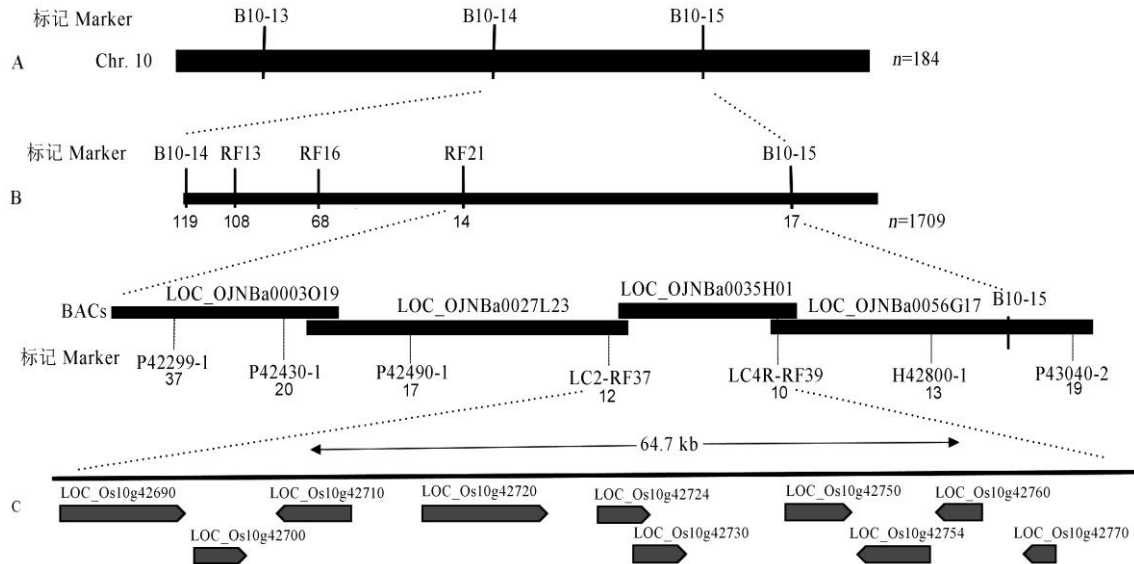 标记 Marker B10-13 B10-14 B10-15
A Chr. 10 n=184
标记 Marker B10-14 RF13 RF16 RF21 B10-15
B
119 108 68 14 17 n=1709
LOC_OJNBa0003O19 LOC_OJNBa0027L23 LOC_OJNBa0035H01 LOC_OJNBa0056G17 B10-15
BACs
标记 Marker P42299-1 P42430-1 P42490-1 LC2-RF37 LC4R-RF39 H42800-1 P43040-2
37 20 17 12 10 13 19
64.7 kb
LOC_Os10g42690 LOC_Os10g42710 LOC_Os10g42720 LOC_Os10g42724 LOC_Os10g42750 LOC_Os10g42760
C
LOC_Os10g42700 LOC_Os10g42730 LOC_Os10g42754 LOC_Os10g42770